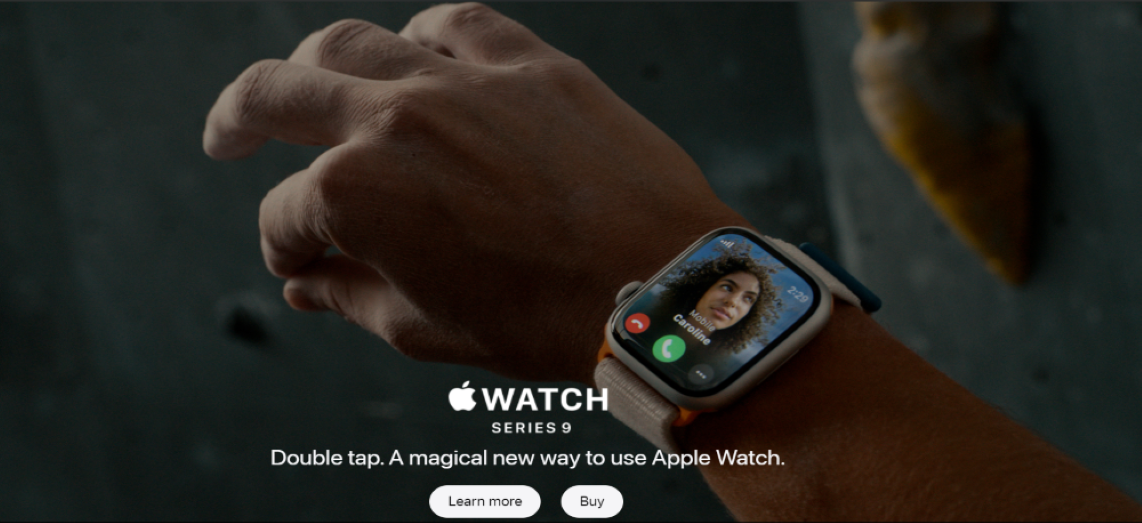 2:29
Mobile
Caroline
WATCH
SERIES 9
Double tap. A magical new way to use Apple Watch.
Learn more
Buy